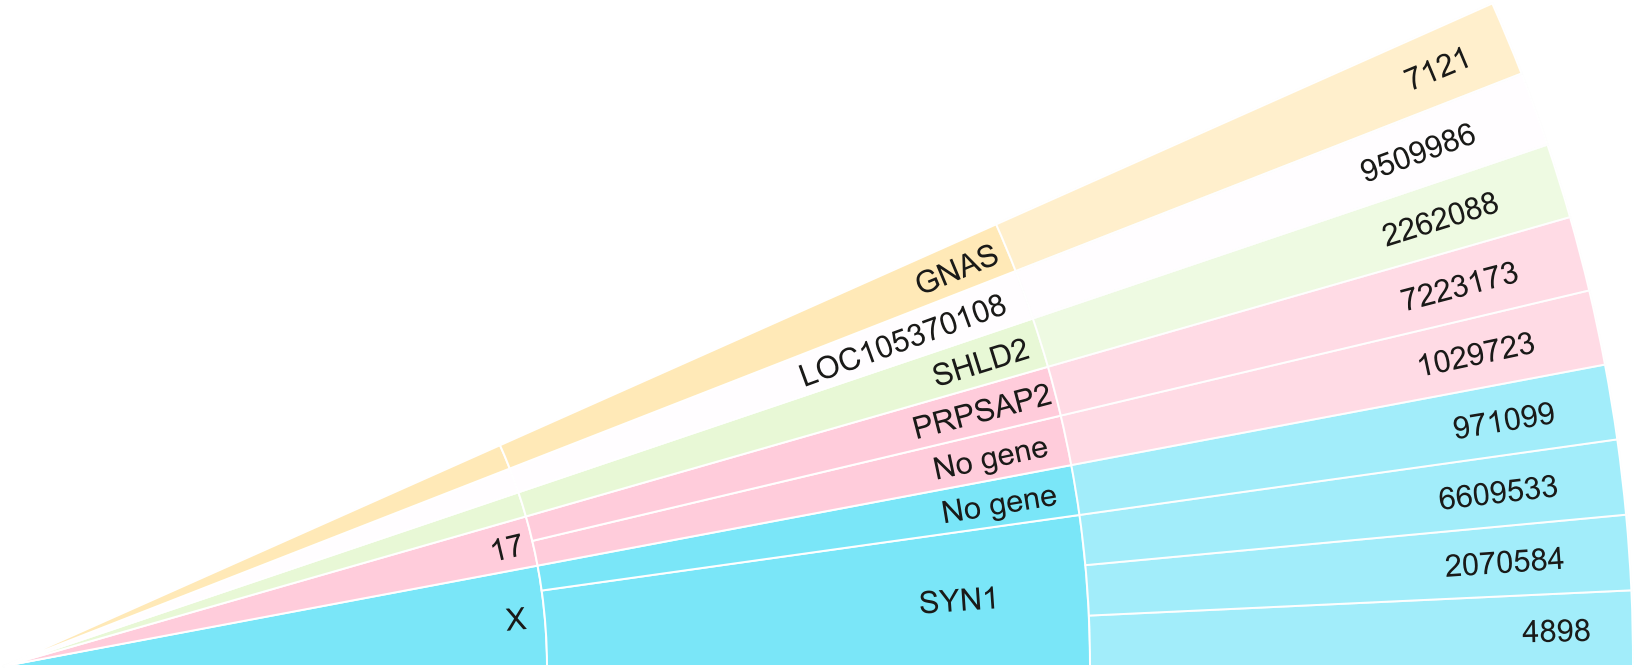 GNAS 7121
LOC105370108 9509986
SHLD2 2262088
17 PRPSAP2 7223173
No gene 1029723
X No gene 971099
SYN1 6609533
2070584
4898